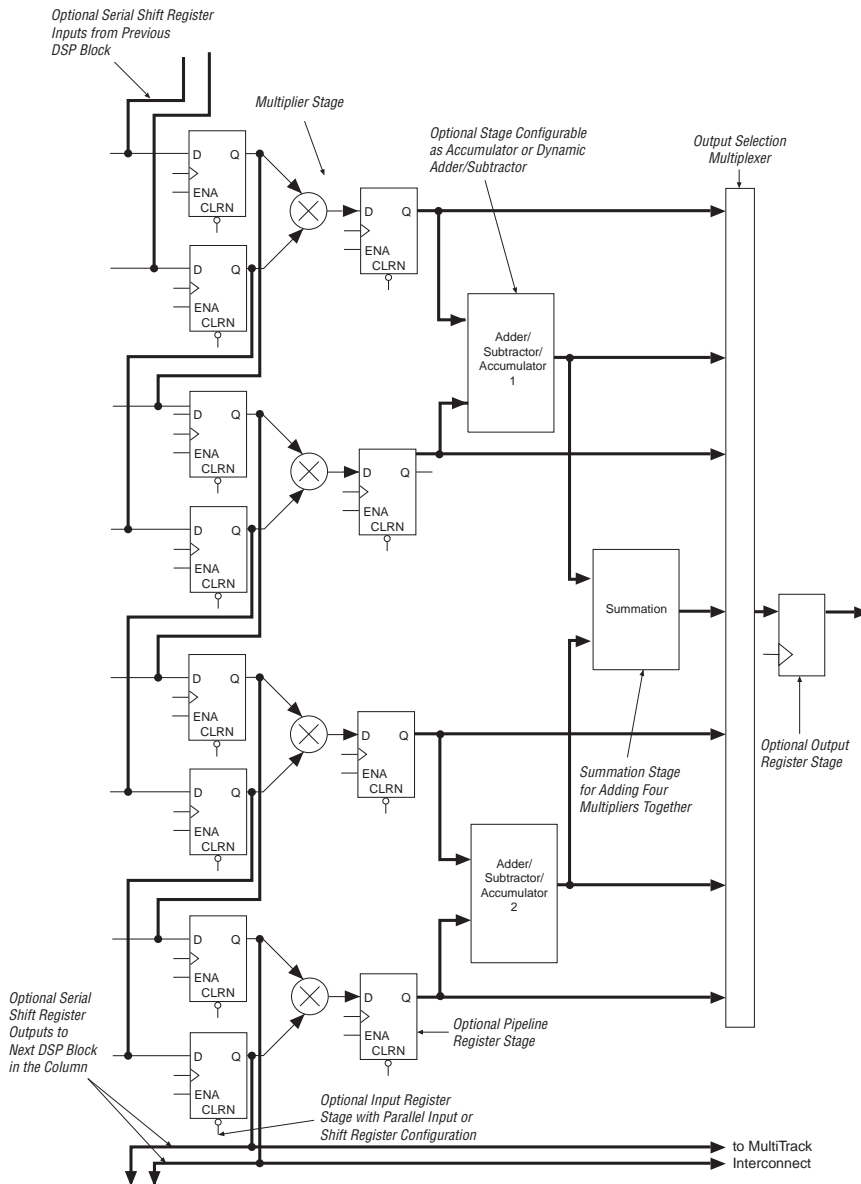 Optional Serial Shift Register
Inputs from Previous
DSP Block
Multiplier Stage
Optional Stage Configurable
as Accumulator or Dynamic
Adder/Subtractor
Output Selection
Multiplexer
D Q
ENA
CLRN
D Q
ENA
CLRN
D Q
ENA
CLRN
Adder/
Subtractor/
Accumulator
1
D Q
ENA
CLRN
D Q
ENA
CLRN
D Q
ENA
CLRN
Summation
D Q
ENA
CLRN
D Q
ENA
CLRN
D Q
ENA
CLRN
Optional Output
Register Stage
Summation Stage
for Adding Four
Multipliers Together
Adder/
Subtractor/
Accumulator
2
D Q
ENA
CLRN
D Q
ENA
CLRN
D Q
ENA
CLRN
Optional Serial
Shift Register
Outputs to
Next DSP Block
in the Column
Optional Pipeline
Register Stage
Optional Input Register
Stage with Parallel Input or
Shift Register Configuration
to MultiTrack
Interconnect